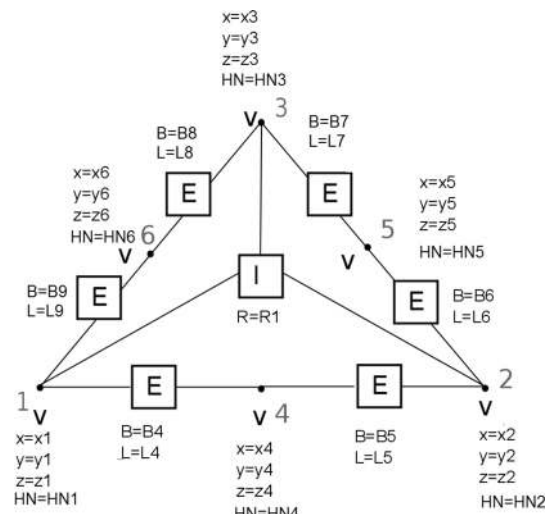 x=x3
y=y3
z=z3
HN=HN3
3
V
B=B8
L=L8
B=B7
L=L7
E
E
x=x6
y=y6
z=z6
HN=HN6
6
V
x=x5
y=y5
z=z5
HN=HN5
5
V
B=B9
L=L9
E
I
R=R1
E
B=B6
L=L6
1
V
E
B=B4
L=L4
4
V
E
B=B5
L=L5
2
V
x=x1
y=y1
z=z1
HN=HN1
x=x4
y=y4
z=z4
HN=HN4
x=x2
y=y2
z=z2
HN=HN2